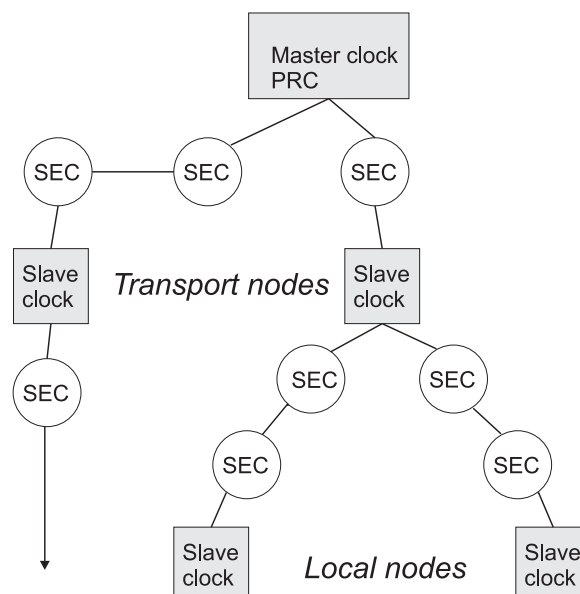 Master clock
PRC
SEC
SEC
SEC
Slave
clock
Transport nodes
Slave
clock
SEC
SEC
SEC
SEC
SEC
Slave
clock
Local nodes
Slave
clock